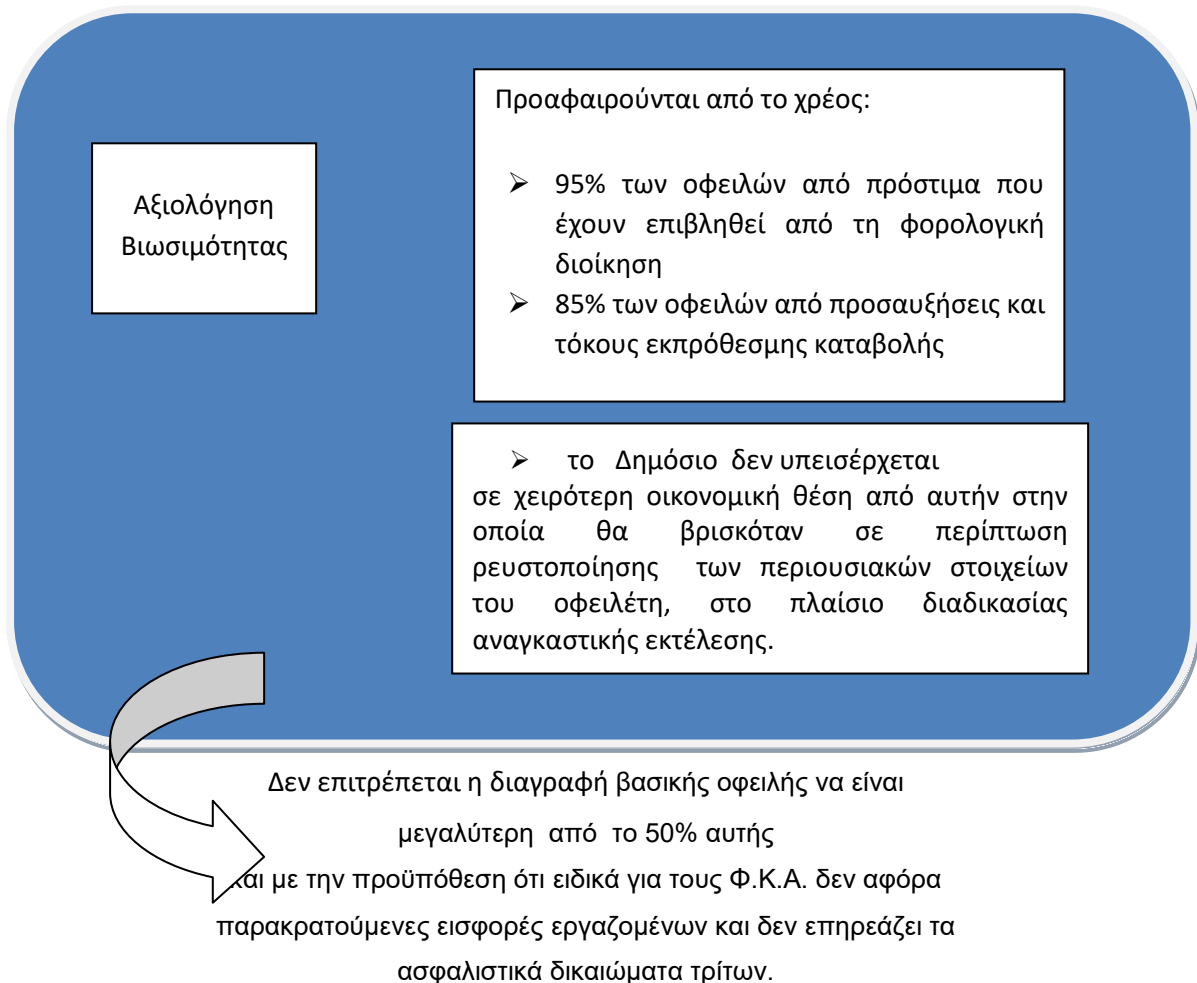 Αξιολόγηση
Βιωσιμότητας
Προαφαιρούνται από το χρέος:
➢ 95% των οφειλών από πρόστιμα που
έχουν επιβληθεί από τη φορολογική
διοίκηση
➢ 85% των οφειλών από προσαυξήσεις και
τόκους εκπρόθεσμης καταβολής
➢ το Δημόσιο δεν υπεισέρχεται
σε χειρότερη οικονομική θέση από αυτήν στην
οποία θα βρισκόταν σε περίπτωση
ρευστοποίησης των περιουσιακών στοιχείων
του οφειλέτη, στο πλαίσιο διαδικασίας
αναγκαστικής εκτέλεσης.
Δεν επιτρέπεται η διαγραφή βασικής οφειλής να είναι
μεγαλύτερη από το 50% αυτής
και με την προϋπόθεση ότι ειδικά για τους Φ.Κ.Α. δεν αφόρα
παρακρατούμενες εισφορές εργαζομένων και δεν επηρεάζει τα
ασφαλιστικά δικαιώματα τρίτων.